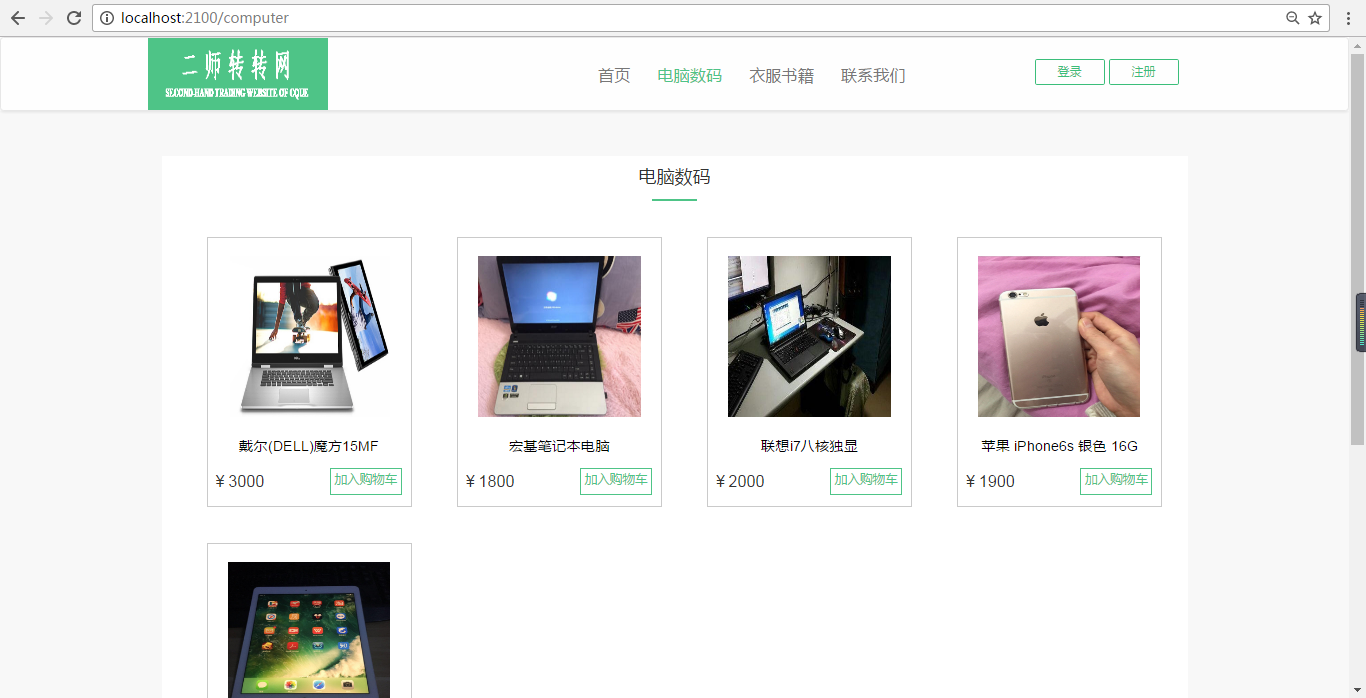 localhost:2100/computer
二师转转网
SECOND-HAND TRADING WEBSITE OF CQUE
首页 电脑数码 衣服书籍 联系我们 登录 注册
电脑数码
戴尔(DELL)魔方15MF 宏基笔记本电脑 联想i7八核独显 苹果 iPhone6s 银色 16G
¥ 3000 加入购物车 ¥ 1800 加入购物车 ¥ 2000 加入购物车 ¥ 1900 加入购物车